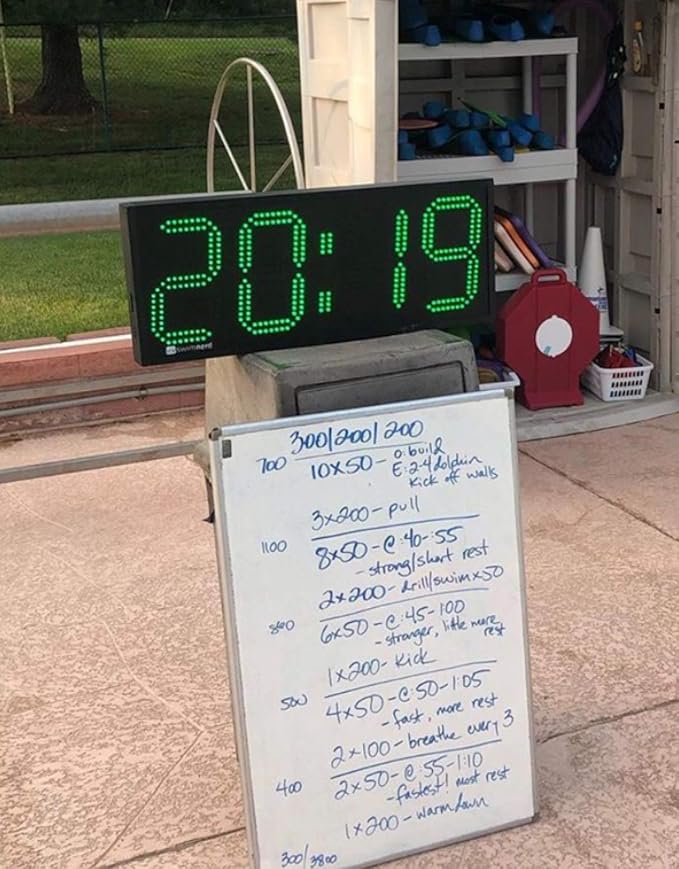 20:19
swimnerd
300/200/200
700 10x50- O: build
E: 2-4 dolphin
Kick off walls
3x200- pull
1100 8x50-@:40-:55
- strong/short rest
2x200- drill/swim x50
800 6x50-@:45-1:00
- stronger, little more
rest
1x200- Kick
500 4x50-@:50-1:05
- fast, more rest
2x100- breathe every 3
400 2x50-@:55-1:10
- fastest! most rest
1x200- warm down
300/3800